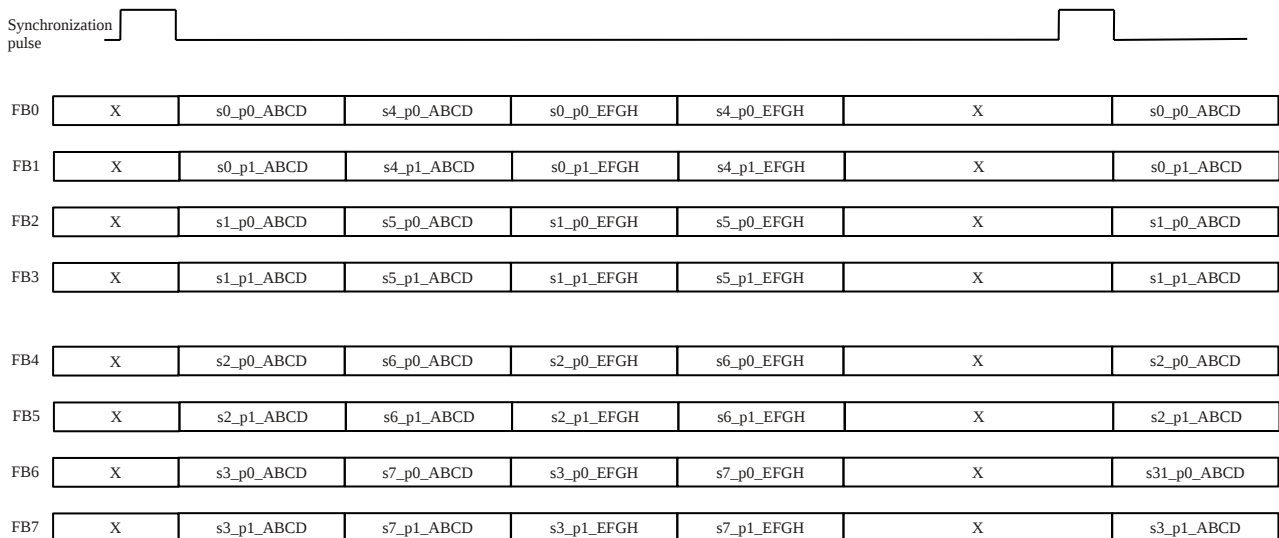 Synchronization
pulse
FB0 X s0_p0_ABCD s4_p0_ABCD s0_p0_EFGH s4_p0_EFGH X s0_p0_ABCD
FB1 X s0_p1_ABCD s4_p1_ABCD s0_p1_EFGH s4_p1_EFGH X s0_p1_ABCD
FB2 X s1_p0_ABCD s5_p0_ABCD s1_p0_EFGH s5_p0_EFGH X s1_p0_ABCD
FB3 X s1_p1_ABCD s5_p1_ABCD s1_p1_EFGH s5_p1_EFGH X s1_p1_ABCD
FB4 X s2_p0_ABCD s6_p0_ABCD s2_p0_EFGH s6_p0_EFGH X s2_p0_ABCD
FB5 X s2_p1_ABCD s6_p1_ABCD s2_p1_EFGH s6_p1_EFGH X s2_p1_ABCD
FB6 X s3_p0_ABCD s7_p0_ABCD s3_p0_EFGH s7_p0_EFGH X s31_p0_ABCD
FB7 X s3_p1_ABCD s7_p1_ABCD s3_p1_EFGH s7_p1_EFGH X s3_p1_ABCD